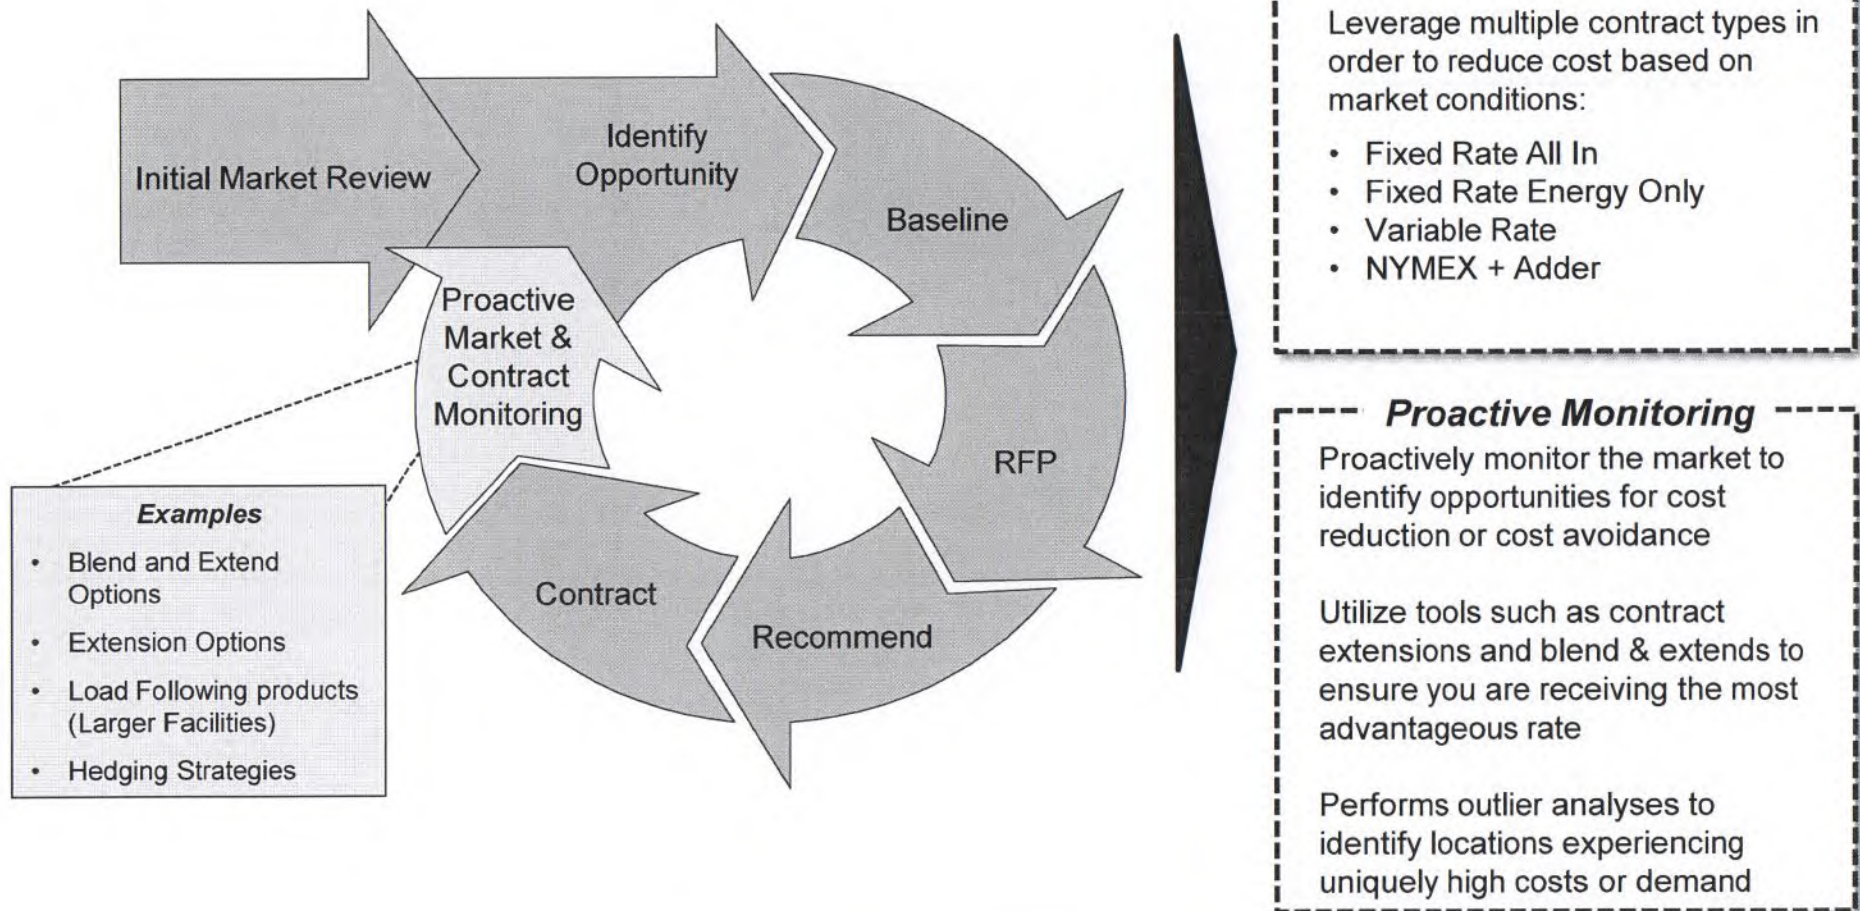 Initial Market Review
Identify
Opportunity
Baseline
RFP
Recommend
Contract
Proactive
Market &
Contract
Monitoring
Examples
• Blend and Extend
Options
• Extension Options
• Load Following products
(Larger Facilities)
• Hedging Strategies
Leverage multiple contract types in
order to reduce cost based on
market conditions:
• Fixed Rate All In
• Fixed Rate Energy Only
• Variable Rate
• NYMEX + Adder
Proactive Monitoring
Proactively monitor the market to
identify opportunities for cost
reduction or cost avoidance
Utilize tools such as contract
extensions and blend & extends to
ensure you are receiving the most
advantageous rate
Performs outlier analyses to
identify locations experiencing
uniquely high costs or demand